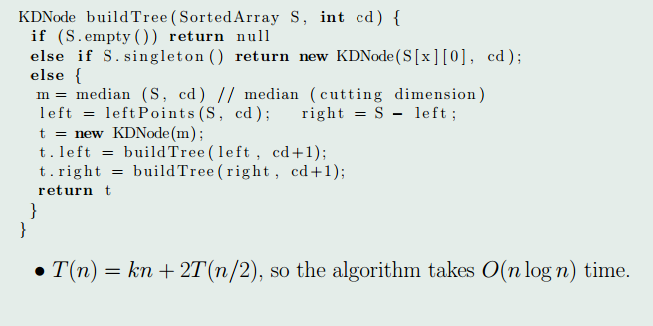 KDNode buildTree(SortedArray S, int cd) {
if (S.empty()) return null
else if S.singleton() return new KDNode(S[x][0], cd);
else {
m = median (S, cd) // median (cutting dimension)
left = leftPoints(S, cd); right = S − left;
t = new KDNode(m);
t.left = buildTree(left, cd+1);
t.right = buildTree(right, cd+1);
return t
}
}
• T(n) = kn + 2T(n/2), so the algorithm takes O(n log n) time.